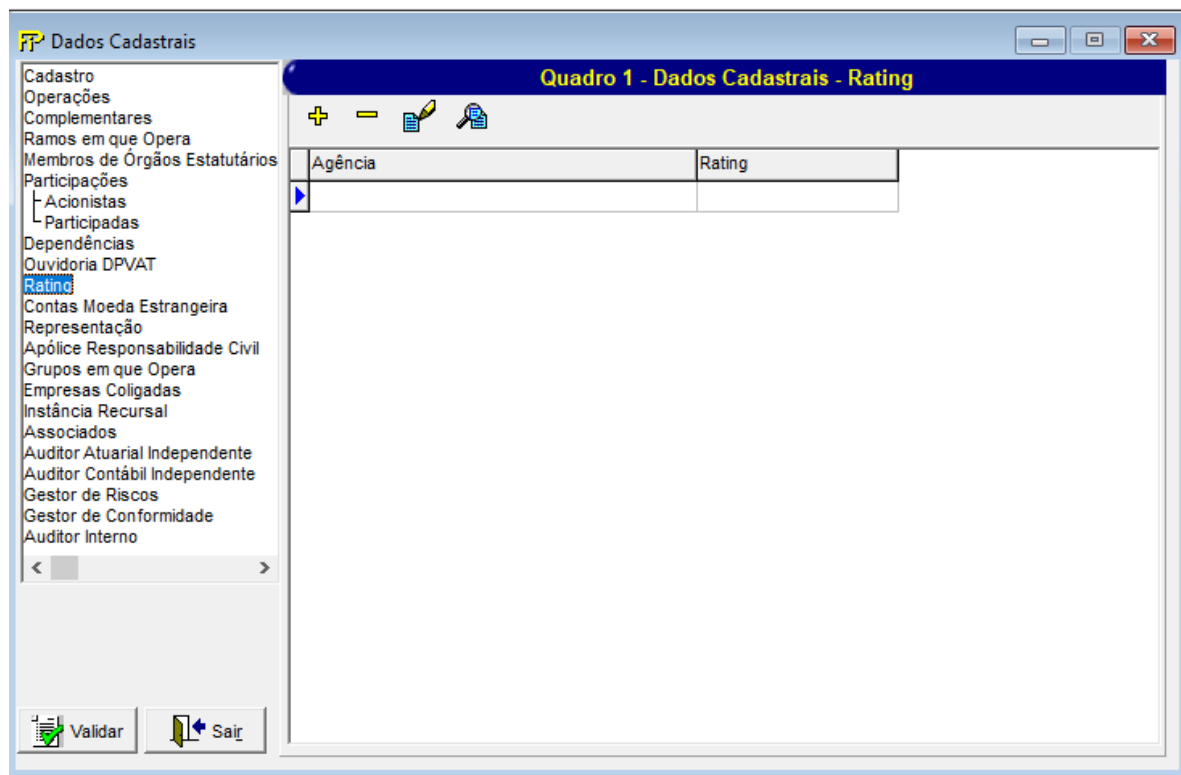 FIP Dados Cadastrais
Cadastro
Operações
Complementares
Ramos em que Opera
Membros de Órgãos Estatutários
Participações
Acionistas
Participadas
Dependências
Ouvidoria DPVAT
Rating
Contas Moeda Estrangeira
Representação
Apólice Responsabilidade Civil
Grupos em que Opera
Empresas Coligadas
Instância Recursal
Associados
Auditor Atuarial Independente
Auditor Contábil Independente
Gestor de Riscos
Gestor de Conformidade
Auditor Interno
Validar
Sair
Quadro 1 - Dados Cadastrais - Rating
Agência Rating